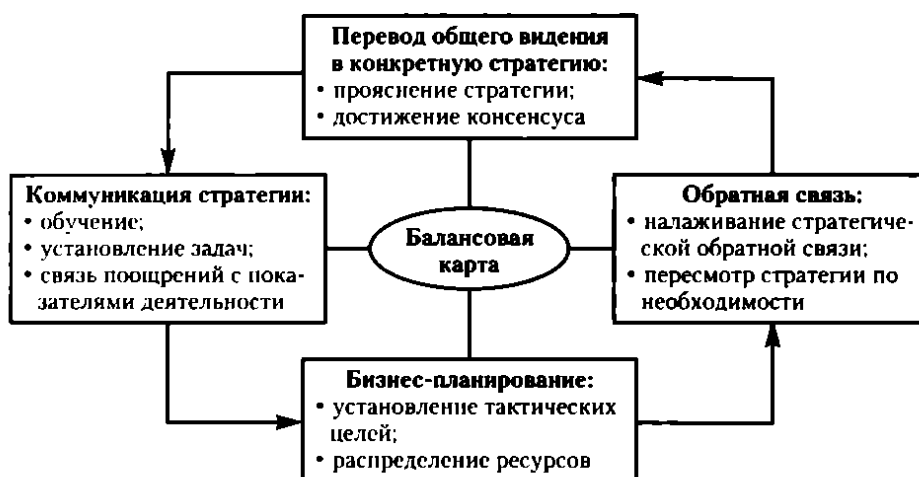 Перевод общего видения
в конкретную стратегию:
• прояснение стратегии;
• достижение консенсуса
Коммуникация стратегии:
• обучение;
• установление задач;
• связь поощрений с пока-
зателями деятельности
Балансовая
карта
Обратная связь:
• налаживание стратегиче-
ской обратной связи;
• пересмотр стратегии по
необходимости
Бизнес-планирование:
• установление тактических
целей;
• распределение ресурсов